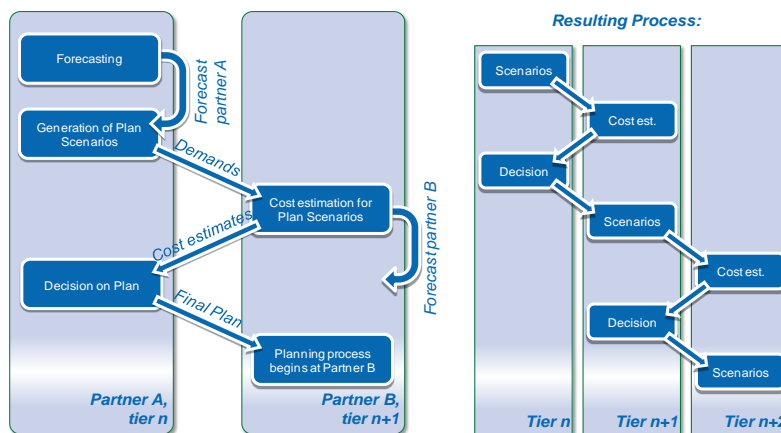 Forecasting
Forecast
partner A
Generation of Plan
Scenarios
Demands
Cost estimation for
Plan Scenarios
Cost estimates
Forecast partner B
Decision on Plan
Final Plan
Planning process
begins at Partner B
Partner A,
tier n
Partner B,
tier n+1
Resulting Process:
Scenarios
Cost est.
Decision
Scenarios
Cost est.
Decision
Scenarios
Tier n
Tier n+1
Tier n+2